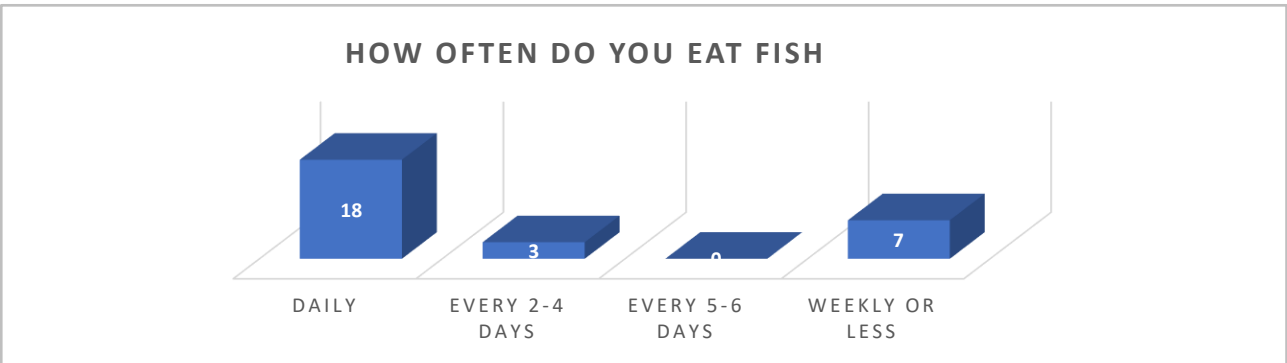 HOW OFTEN DO YOU EAT FISH
18
3
0
7
DAILY
EVERY 2-4
DAYS
EVERY 5-6
DAYS
WEEKLY OR
LESS